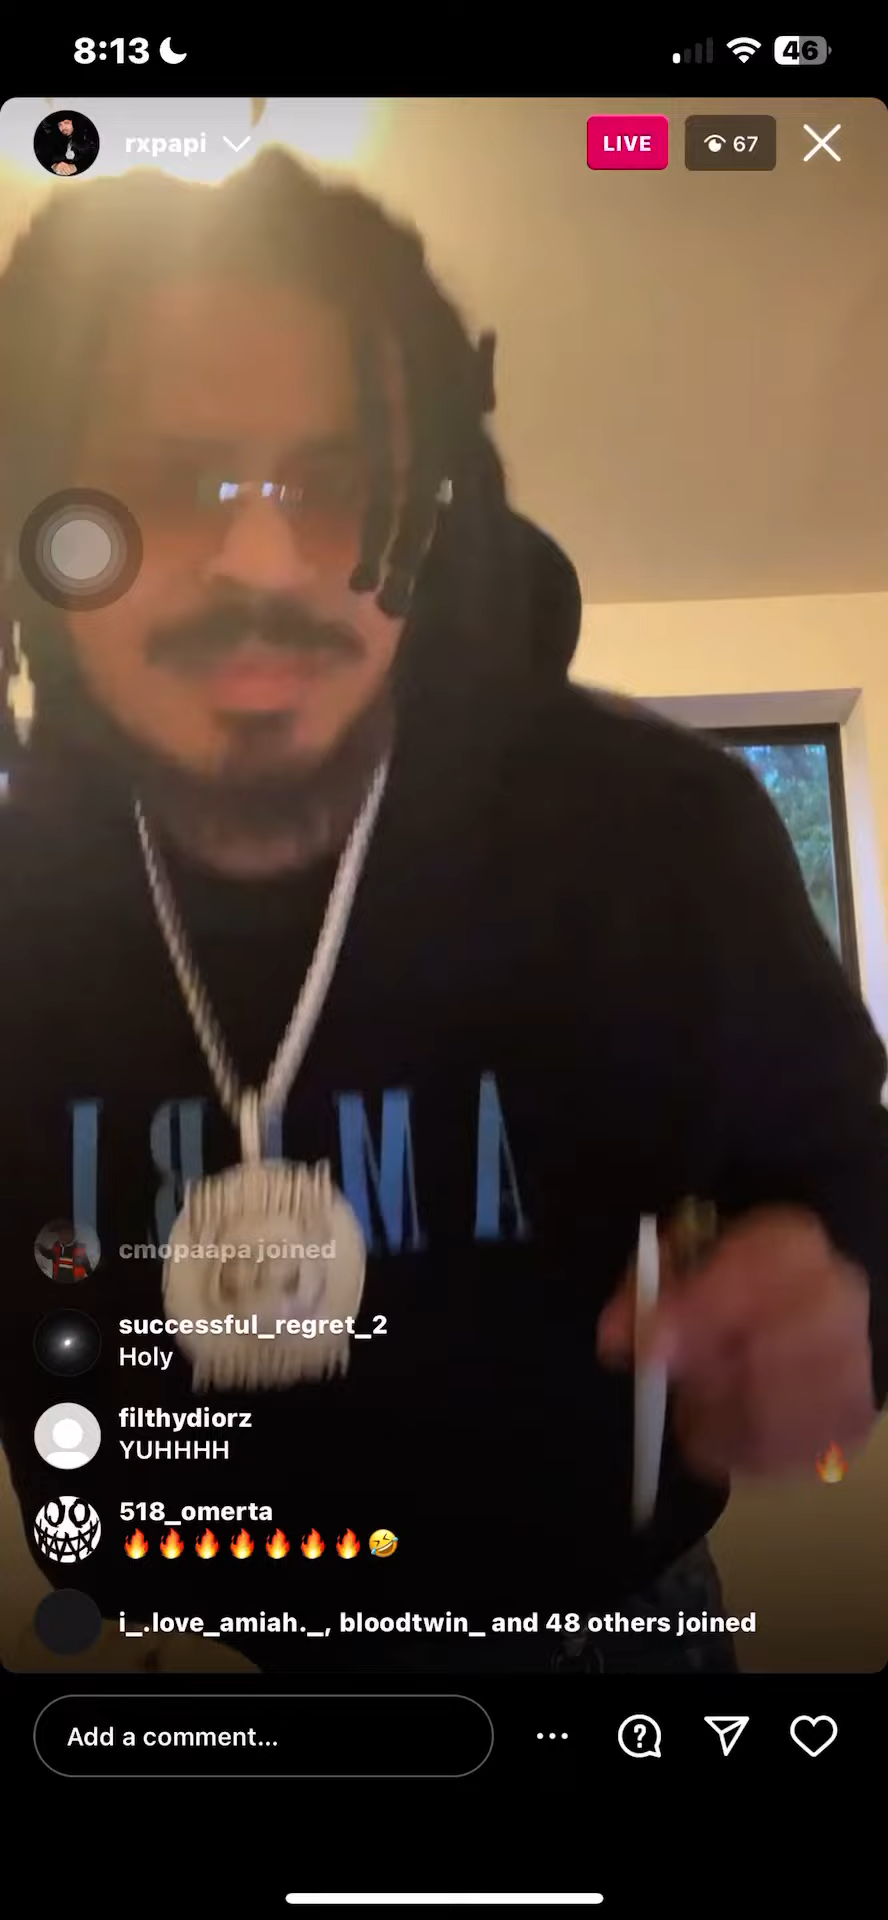 8:13
46
rxpapi
LIVE
67
cmopaapa joined
successful_regret_2
Holy
filthydiorz
YUHHHH
518_omerta
🔥🔥🔥🔥🔥🔥🔥🤣
i_.love_amiah._, bloodtwin_ and 48 others joined
Add a comment...